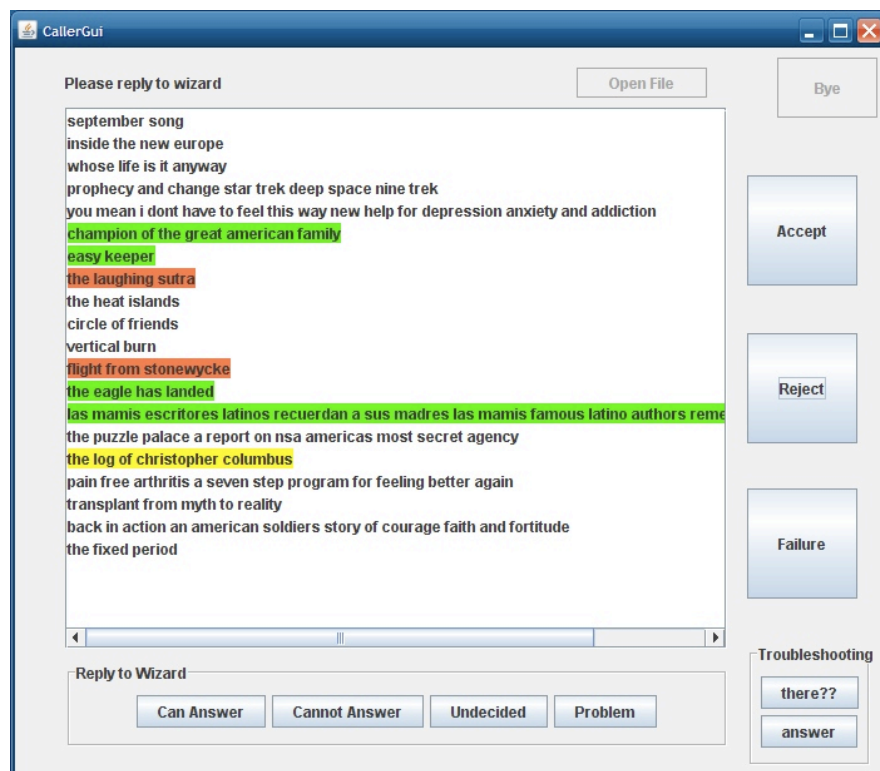 CallerGui
Please reply to wizard
Open File
Bye
september song
inside the new europe
whose life is it anyway
prophecy and change star trek deep space nine trek
you mean i dont have to feel this way new help for depression anxiety and addiction
champion of the great american family
easy keeper
the laughing sutra
the heat islands
circle of friends
vertical burn
flight from stonewycke
the eagle has landed
las mamis escritores latinos recuerdan a sus madres las mamis famous latino authors reme
the puzzle palace a report on nsa americas most secret agency
the log of christopher columbus
pain free arthritis a seven step program for feeling better again
transplant from myth to reality
back in action an american soldiers story of courage faith and fortitude
the fixed period
Accept
Reject
Failure
Reply to Wizard
Can Answer
Cannot Answer
Undecided
Problem
Troubleshooting
there??
answer